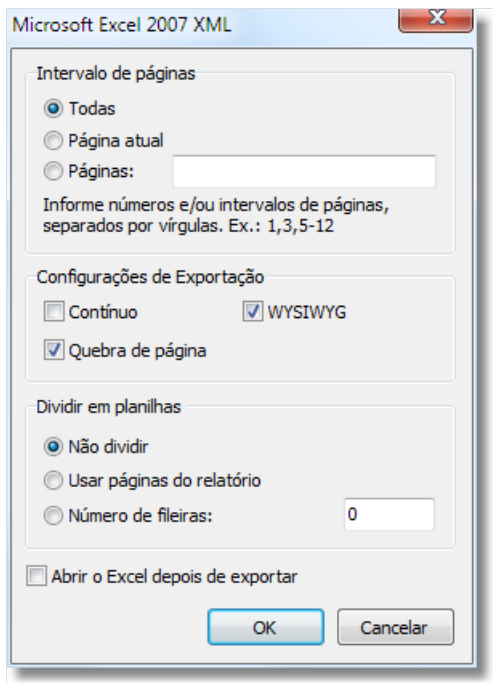 Microsoft Excel 2007 XML
Intervalo de páginas
Todas
Página atual
Páginas:
Informe números e/ou intervalos de páginas,
separados por vírgulas. Ex.: 1,3,5-12
Configurações de Exportação
Contínuo WYSIWYG
Quebra de página
Dividir em planilhas
Não dividir
Usar páginas do relatório
Número de fileiras: 0
Abrir o Excel depois de exportar
OK Cancelar